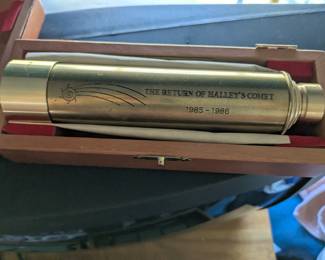 THE RETURN OF HALLEY'S COMET
1985-1986